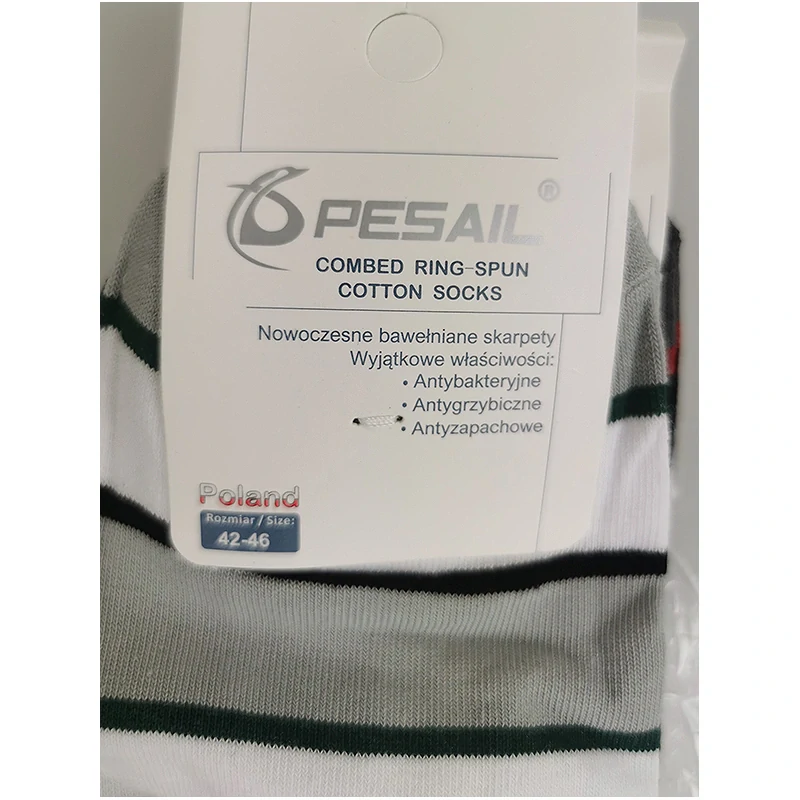 PESAIL®
COMBED RING-SPUN
COTTON SOCKS
Nowoczesne bawełniane skarpety
Wyjątkowe właściwości:
• Antybakteryjne
• Antygrzybiczne
• Antyzapachowe
Poland
Rozmiar / Size:
42-46